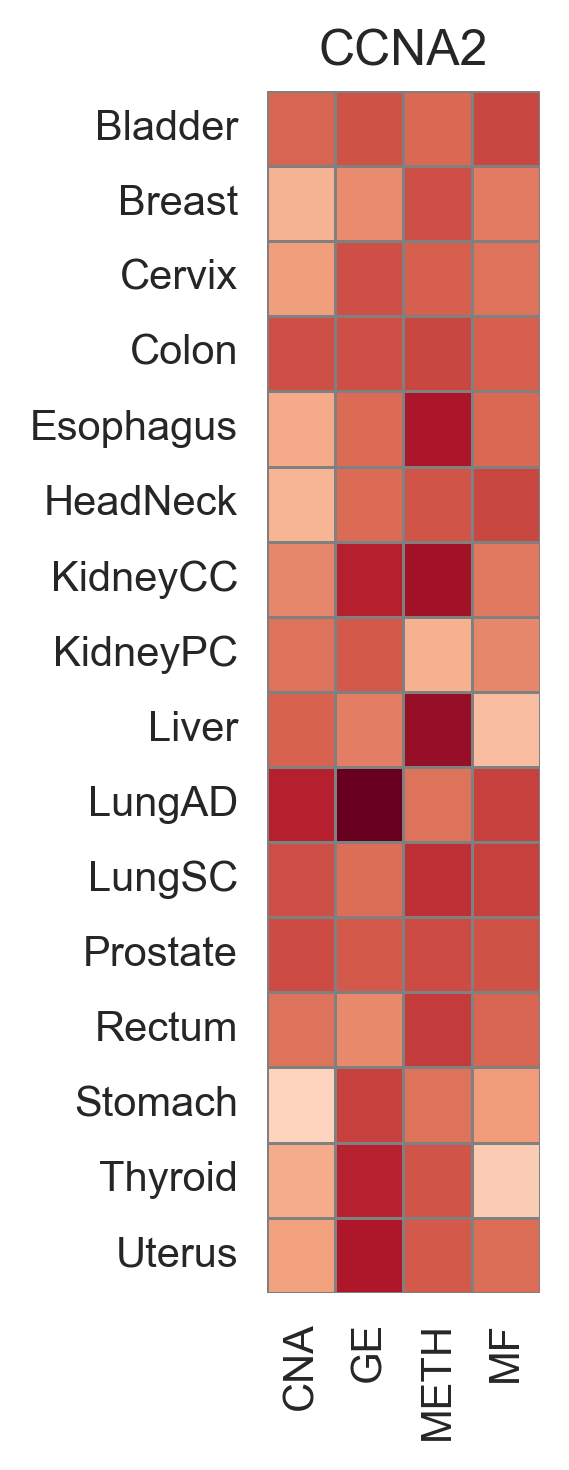 CCNA2
Bladder
Breast
Cervix
Colon
Esophagus
HeadNeck
KidneyCC
KidneyPC
Liver
LungAD
LungSC
Prostate
Rectum
Stomach
Thyroid
Uterus
CNA
GE
METH
MF